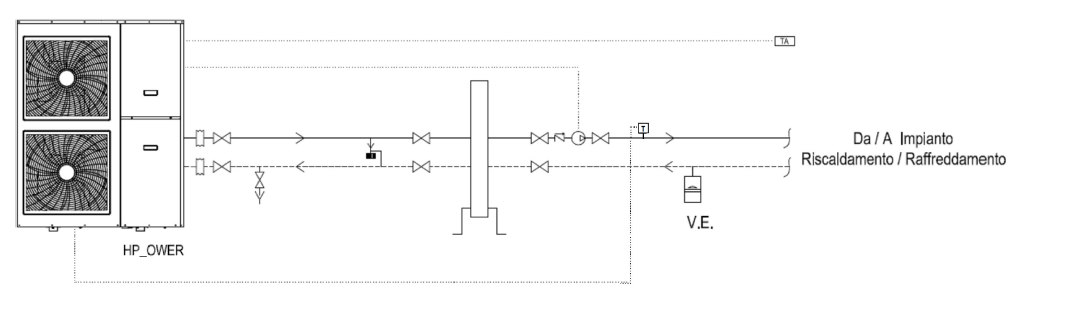 TA
T
Da / A Impianto
Riscaldamento / Raffreddamento
V.E.
HP_OWER